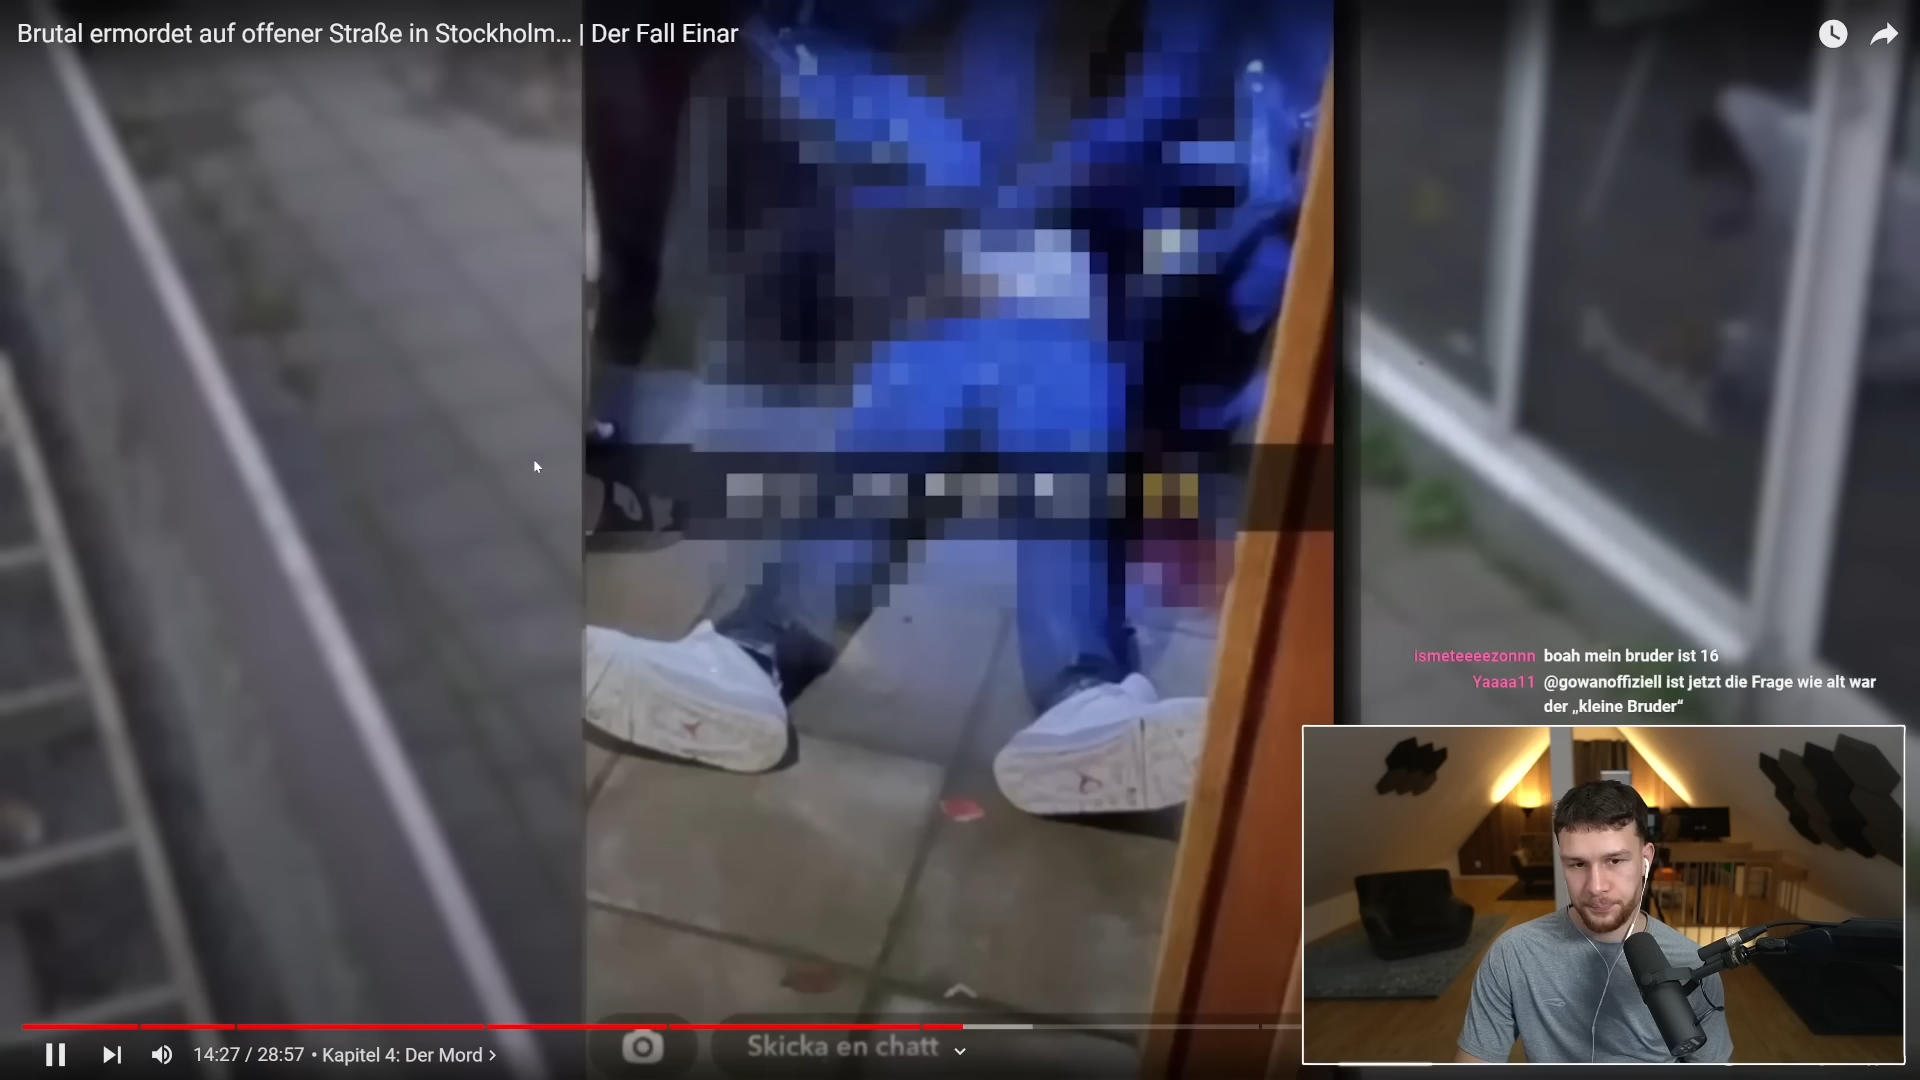 Brutal ermordet auf offener Straße in Stockholm... | Der Fall Einar
ismeteeeezonnn boah mein bruder ist 16
Yaaaa11 @gowanoffiziell ist jetzt die Frage wie alt war
der „kleine Bruder“
Skicka en chatt
14:27 / 28:57 • Kapitel 4: Der Mord